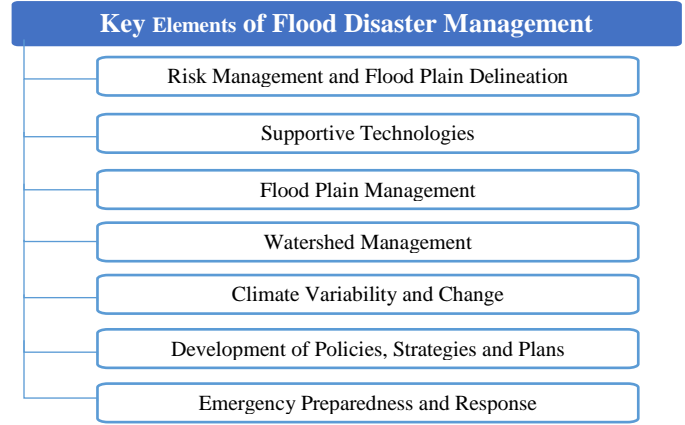 Key Elements of Flood Disaster Management
Risk Management and Flood Plain Delineation
Supportive Technologies
Flood Plain Management
Watershed Management
Climate Variability and Change
Development of Policies, Strategies and Plans
Emergency Preparedness and Response